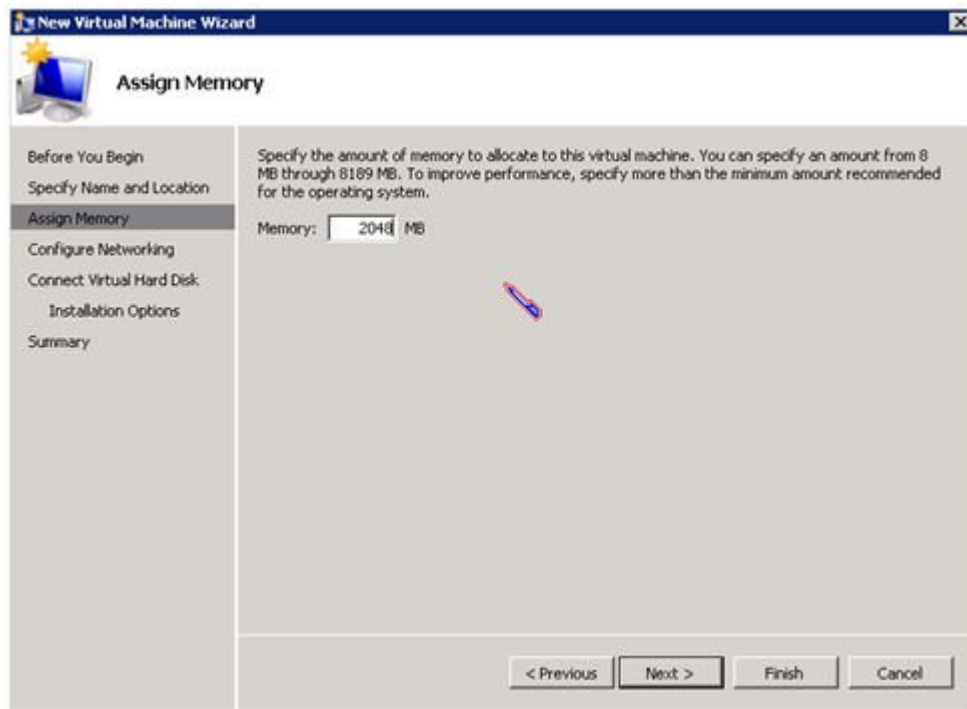 New Virtual Machine Wizard
Assign Memory
Before You Begin
Specify Name and Location
Assign Memory
Configure Networking
Connect Virtual Hard Disk
Installation Options
Summary
Specify the amount of memory to allocate to this virtual machine. You can specify an amount from 8
MB through 8189 MB. To improve performance, specify more than the minimum amount recommended
for the operating system.
Memory: 2048 MB
< Previous Next > Finish Cancel